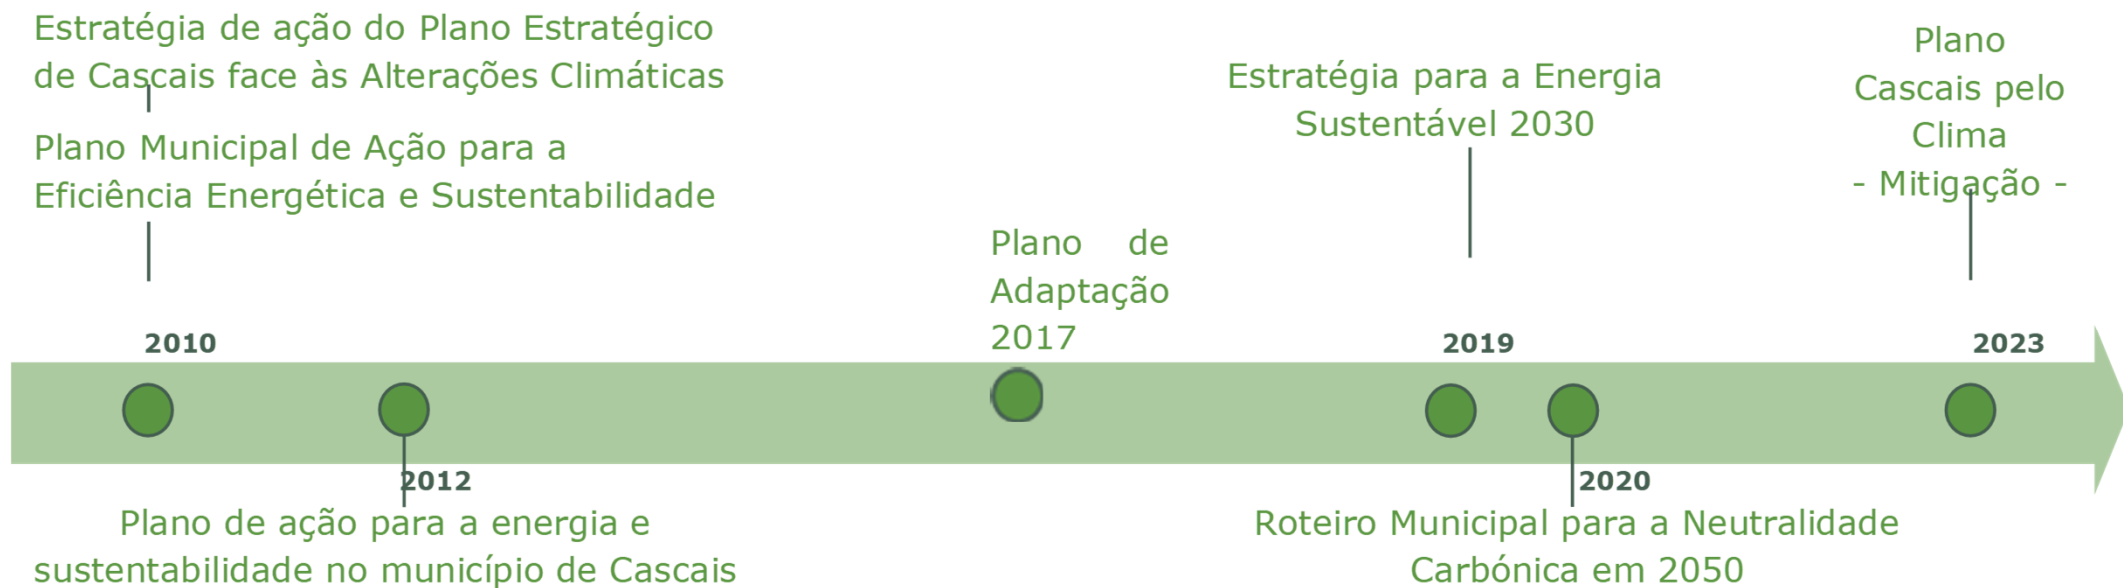 Estratégia de ação do Plano Estratégico
de Cascais face às Alterações Climáticas
Plano Municipal de Ação para a
Eficiência Energética e Sustentabilidade
2010
2012
Plano de ação para a energia e
sustentabilidade no município de Cascais
Plano de
Adaptação
2017
Estratégia para a Energia
Sustentável 2030
2019
2020
Roteiro Municipal para a Neutralidade
Carbónica em 2050
Plano
Cascais pelo
Clima
- Mitigação -
2023